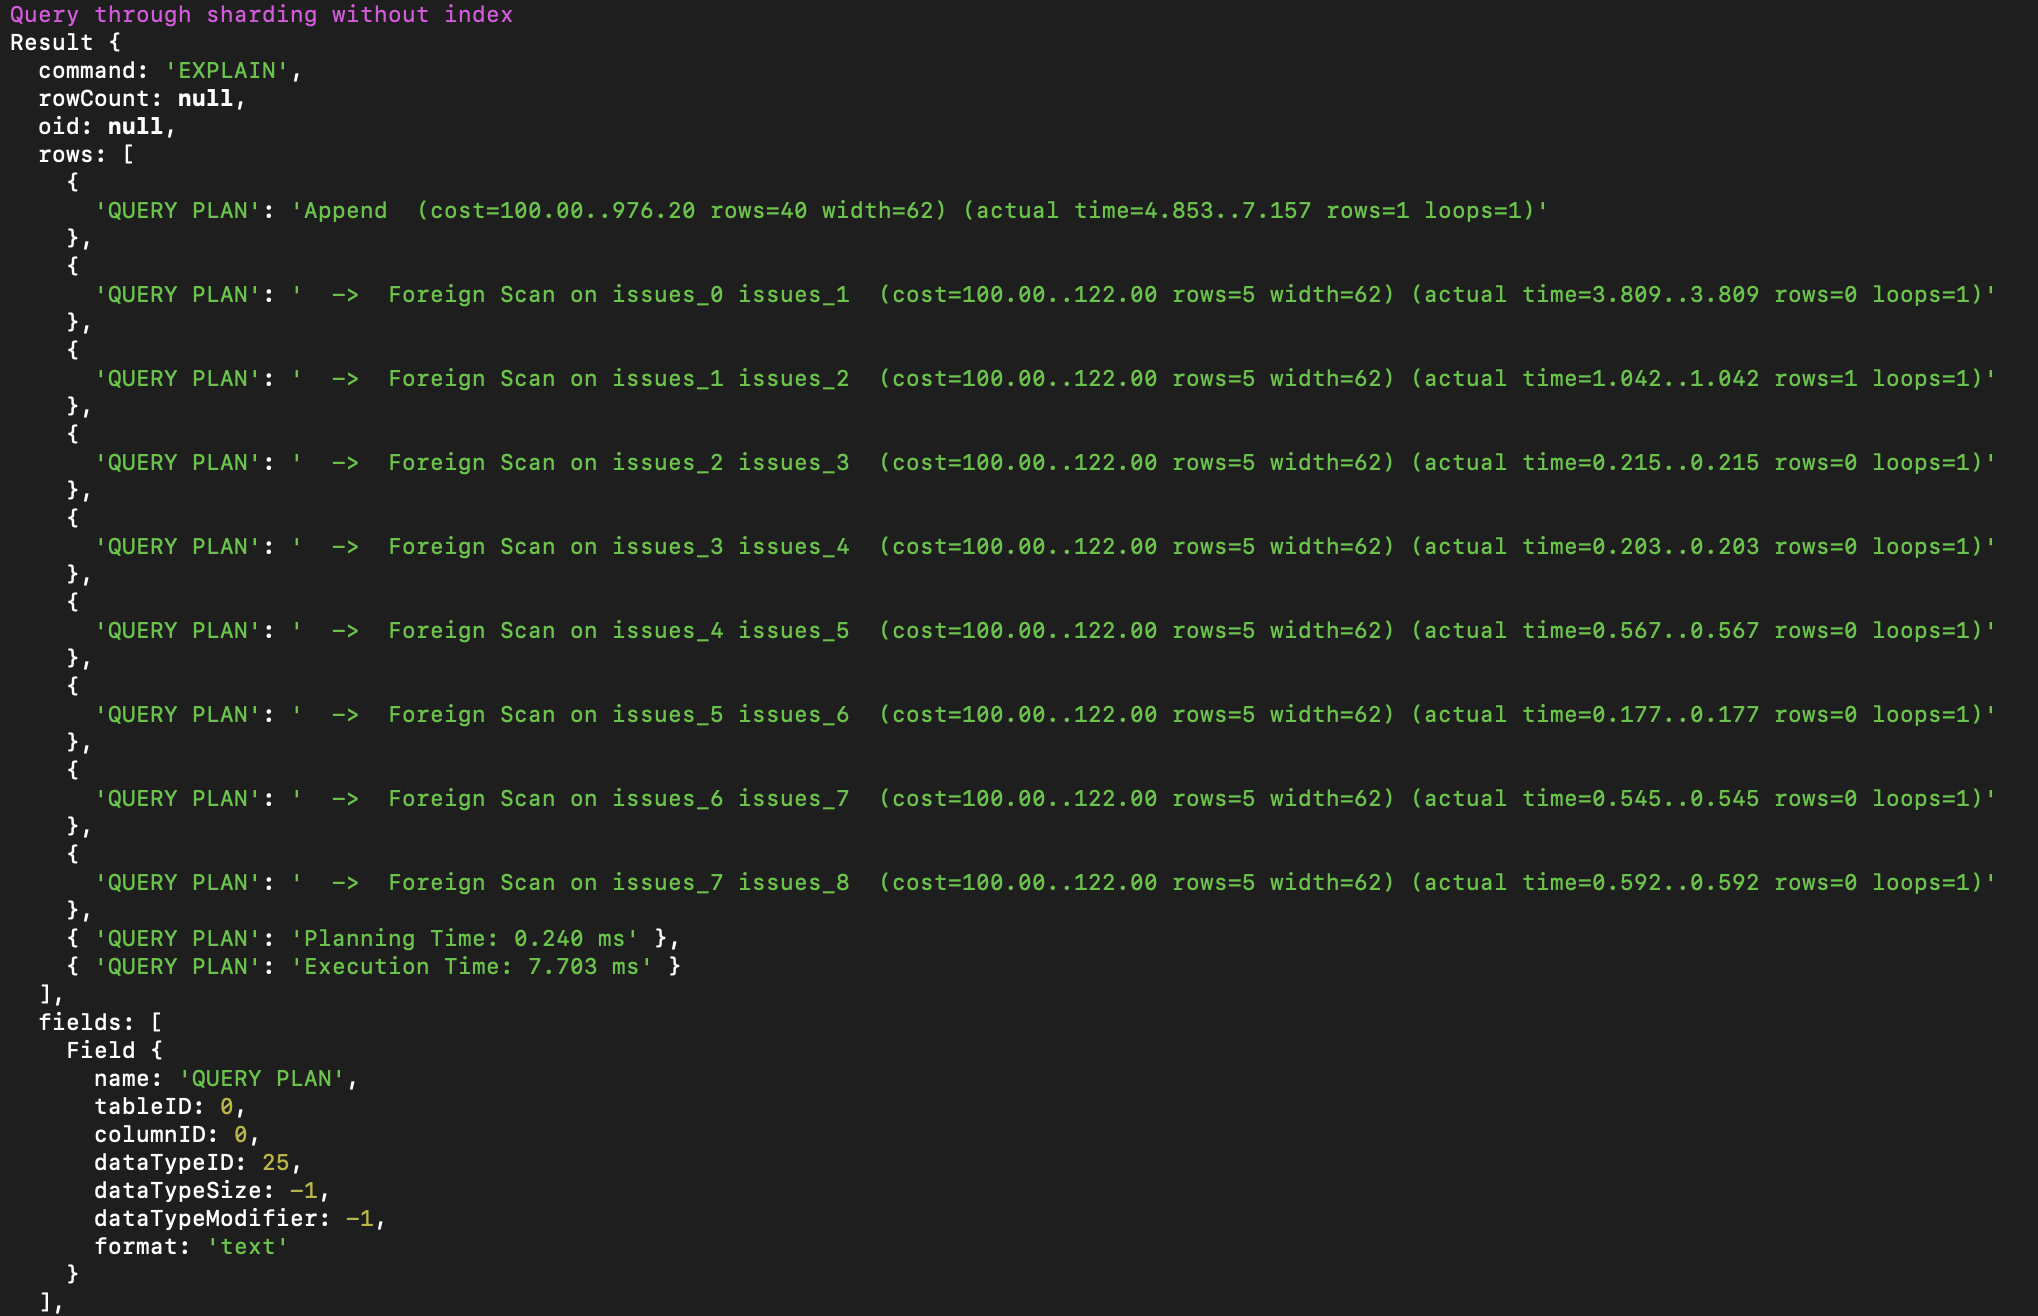 Query through sharding without index
Result {
  command: 'EXPLAIN',
  rowCount: null,
  oid: null,
  rows: [
    {
      'QUERY PLAN': 'Append  (cost=100.00..976.20 rows=40 width=62) (actual time=4.853..7.157 rows=1 loops=1)'
    },
    {
      'QUERY PLAN': '  ->  Foreign Scan on issues_0 issues_1  (cost=100.00..122.00 rows=5 width=62) (actual time=3.809..3.809 rows=0 loops=1)'
    },
    {
      'QUERY PLAN': '  ->  Foreign Scan on issues_1 issues_2  (cost=100.00..122.00 rows=5 width=62) (actual time=1.042..1.042 rows=1 loops=1)'
    },
    {
      'QUERY PLAN': '  ->  Foreign Scan on issues_2 issues_3  (cost=100.00..122.00 rows=5 width=62) (actual time=0.215..0.215 rows=0 loops=1)'
    },
    {
      'QUERY PLAN': '  ->  Foreign Scan on issues_3 issues_4  (cost=100.00..122.00 rows=5 width=62) (actual time=0.203..0.203 rows=0 loops=1)'
    },
    {
      'QUERY PLAN': '  ->  Foreign Scan on issues_4 issues_5  (cost=100.00..122.00 rows=5 width=62) (actual time=0.567..0.567 rows=0 loops=1)'
    },
    {
      'QUERY PLAN': '  ->  Foreign Scan on issues_5 issues_6  (cost=100.00..122.00 rows=5 width=62) (actual time=0.177..0.177 rows=0 loops=1)'
    },
    {
      'QUERY PLAN': '  ->  Foreign Scan on issues_6 issues_7  (cost=100.00..122.00 rows=5 width=62) (actual time=0.545..0.545 rows=0 loops=1)'
    },
    {
      'QUERY PLAN': '  ->  Foreign Scan on issues_7 issues_8  (cost=100.00..122.00 rows=5 width=62) (actual time=0.592..0.592 rows=0 loops=1)'
    },
    { 'QUERY PLAN': 'Planning Time: 0.240 ms' },
    { 'QUERY PLAN': 'Execution Time: 7.703 ms' }
  ],
  fields: [
    Field {
      name: 'QUERY PLAN',
      tableID: 0,
      columnID: 0,
      dataTypeID: 25,
      dataTypeSize: -1,
      dataTypeModifier: -1,
      format: 'text'
    }
  ],